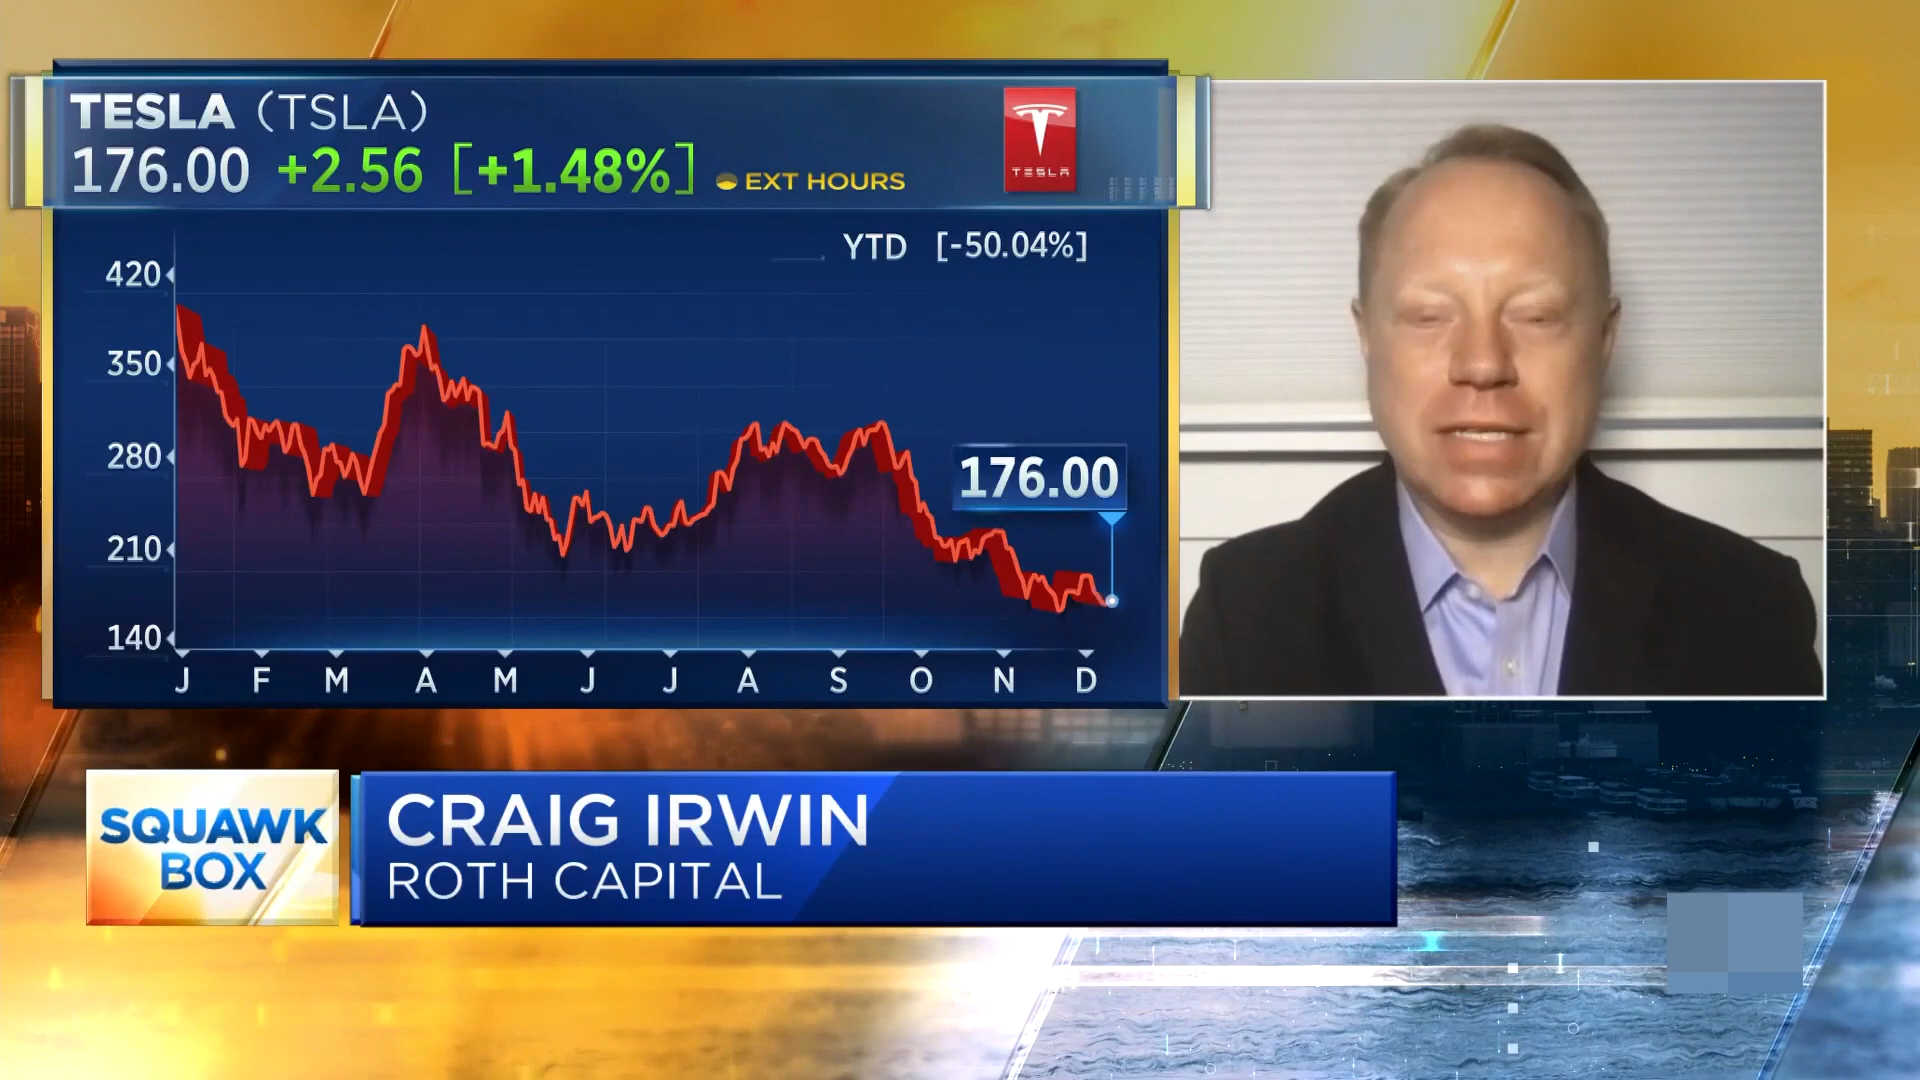 TESLA (TSLA)
176.00 +2.56 [+1.48%] EXT HOURS
TESLA
YTD [-50.04%]
420
350
280
210
140
176.00
J F M A M J J A S O N D
SQUAWK
BOX
CRAIG IRWIN
ROTH CAPITAL